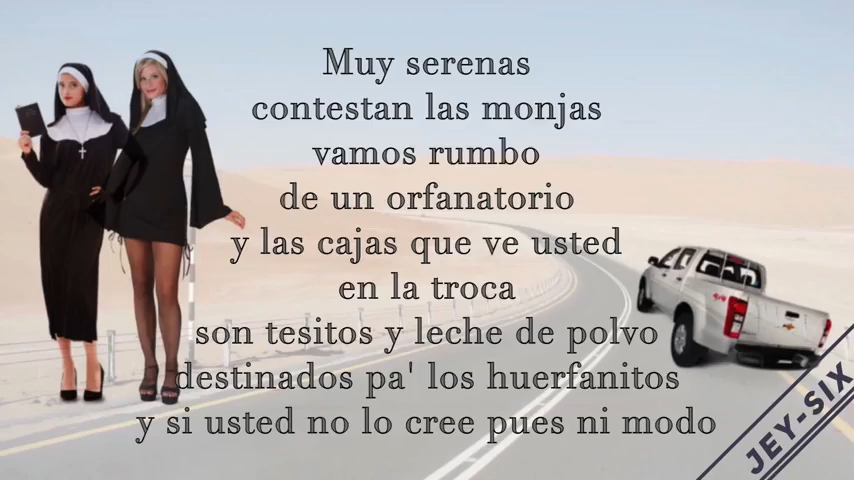 Muy serenas
contestan las monjas
vamos rumbo
de un orfanatorio
y las cajas que ve usted
en la troca
son tesitos y leche de polvo
destinados pa' los huerfanitos
y si usted no lo cree pues ni modo
JEY-SIX